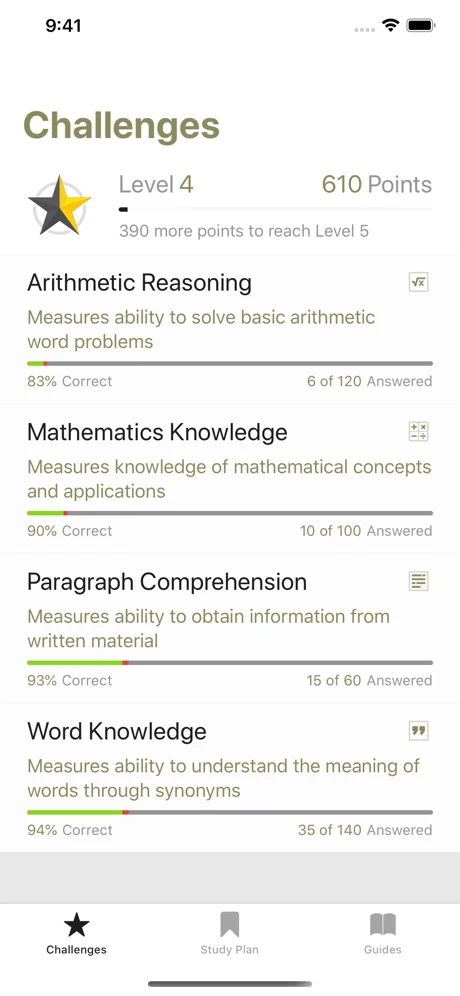 9:41
Challenges
Level 4
610 Points
390 more points to reach Level 5
Arithmetic Reasoning
√x
Measures ability to solve basic arithmetic
word problems
83% Correct
6 of 120 Answered
Mathematics Knowledge
+ ×
− ÷
Measures knowledge of mathematical concepts
and applications
90% Correct
10 of 100 Answered
Paragraph Comprehension
Measures ability to obtain information from
written material
93% Correct
15 of 60 Answered
Word Knowledge
Measures ability to understand the meaning of
words through synonyms
94% Correct
35 of 140 Answered
Challenges
Study Plan
Guides